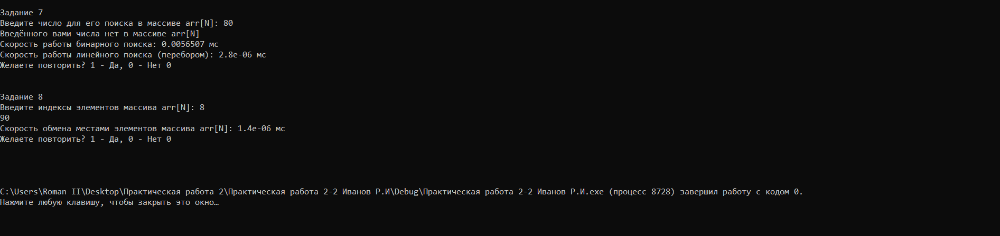 Задание 7
Введите число для его поиска в массиве arr[N]: 80
Введённого вами числа нет в массиве arr[N]
Скорость работы бинарного поиска: 0.0056507 мс
Скорость работы линейного поиска (перебором): 2.8e-06 мс
Желаете повторить? 1 - Да, 0 - Нет 0
Задание 8
Введите индексы элементов массива arr[N]: 8
90
Скорость обмена местами элементов массива arr[N]: 1.4e-06 мс
Желаете повторить? 1 - Да, 0 - Нет 0
C:\Users\Roman II\Desktop\Практическая работа 2\Практическая работа 2-2 Иванов Р.И\Debug\Практическая работа 2-2 Иванов Р.И.exe (процесс 8728) завершил работу с кодом 0.
Нажмите любую клавишу, чтобы закрыть это окно…